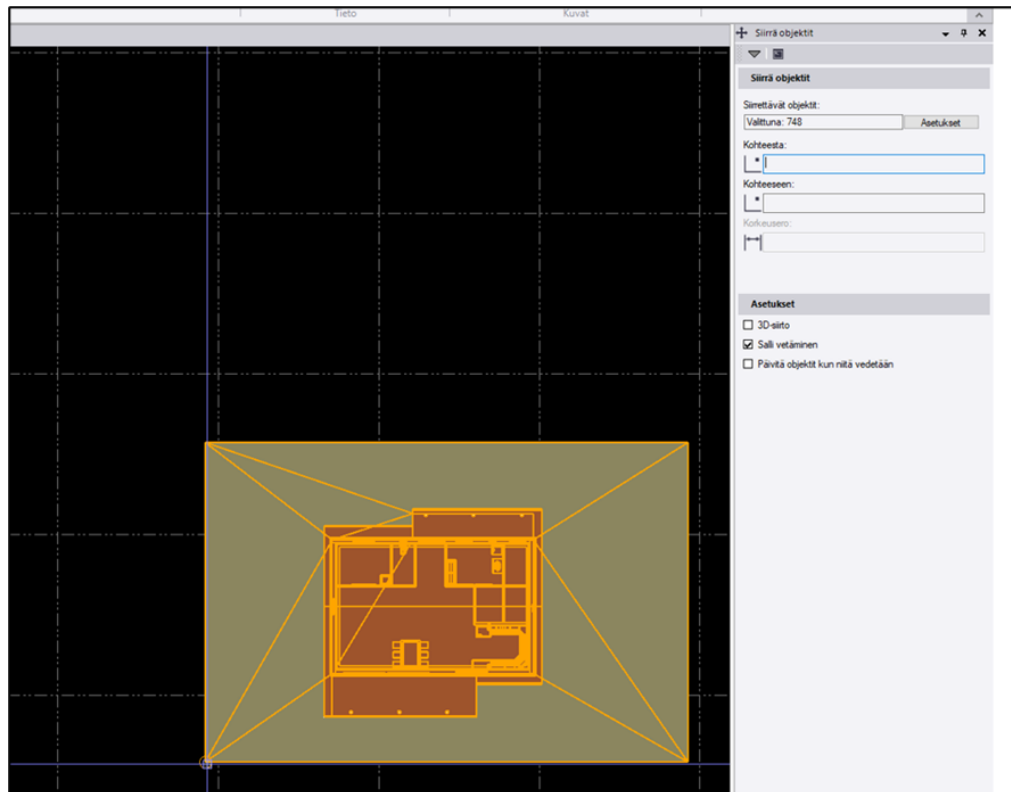 Tieto
Kuvat
Siirrä objektit
Siirrä objektit
Siirrettävät objektit:
Valittuna: 748
Asetukset
Kohteesta:
Kohteeseen:
Korkeusero:
Asetukset
3D-siirto
Salli vetäminen
Päivitä objektit kun niitä vedetään